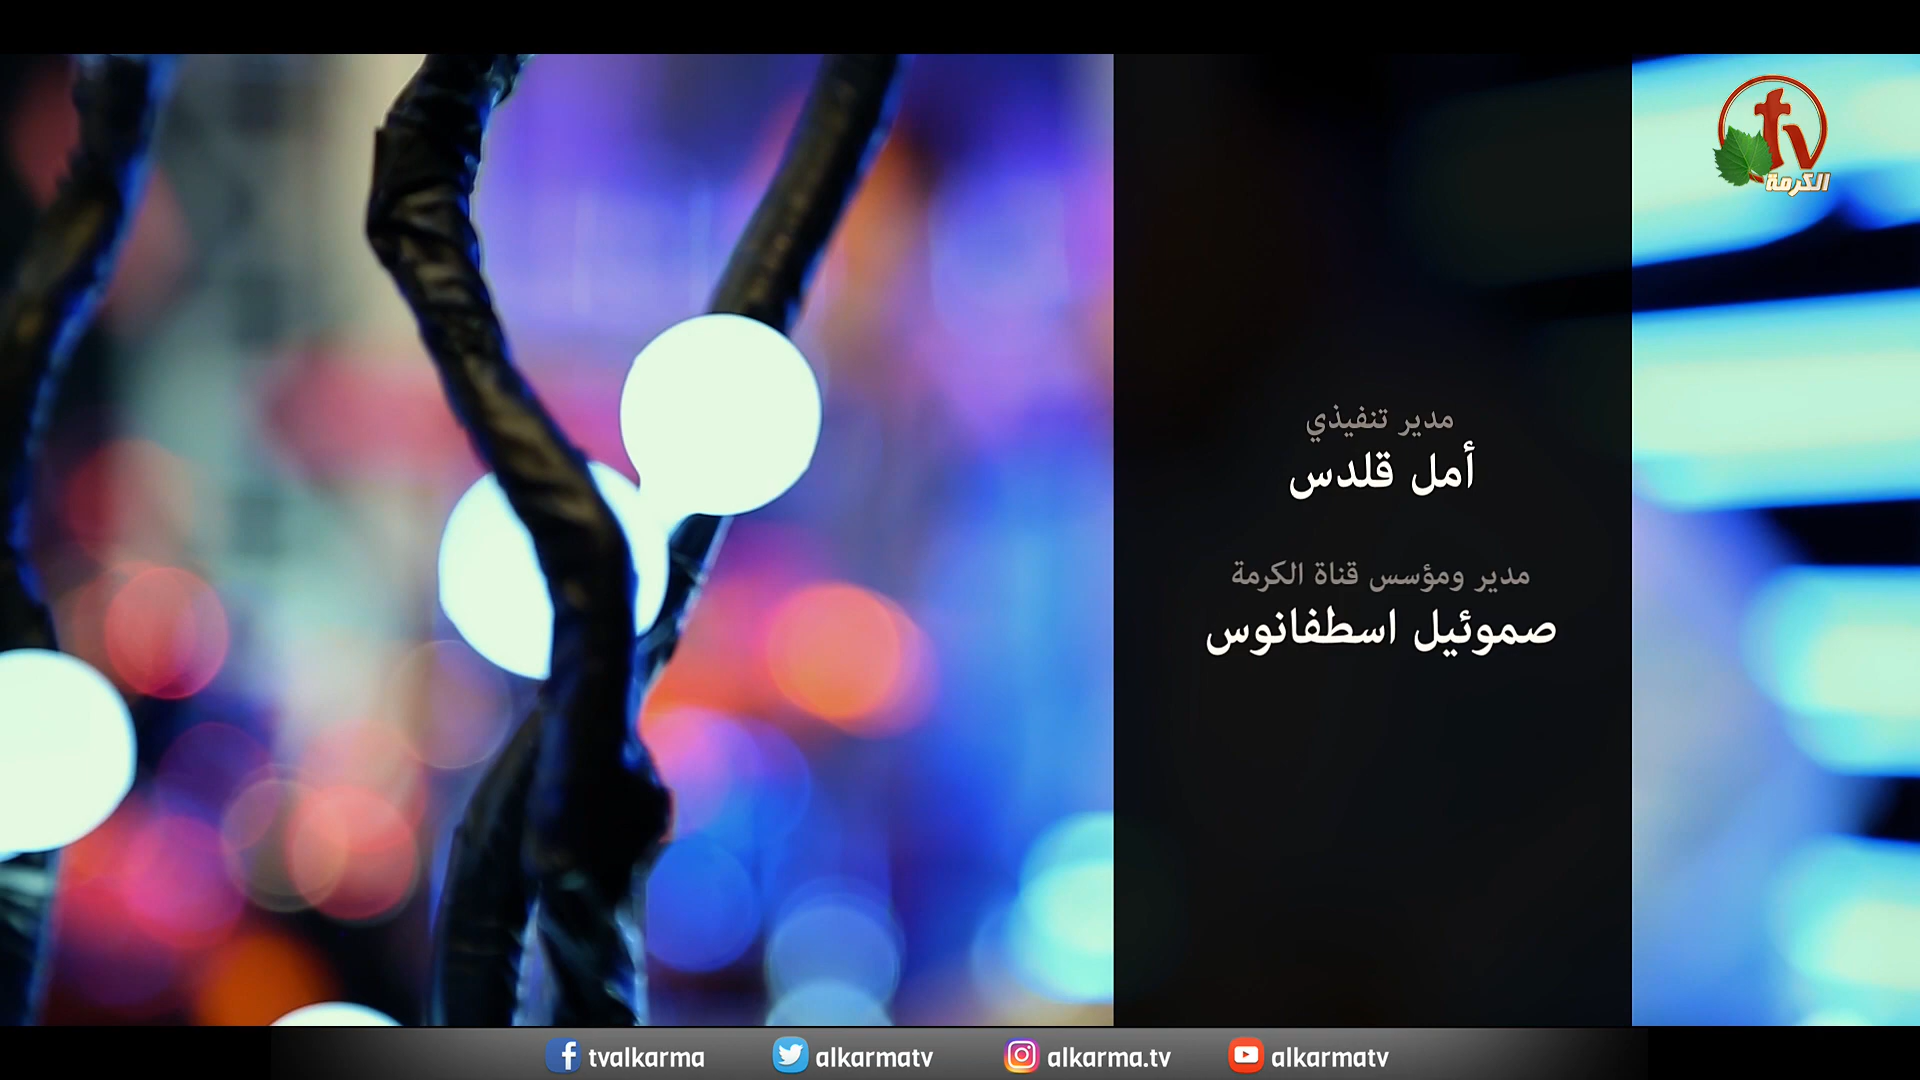 tv
الكرمة
مدير تنفيذي
أمل قلدس
مدير ومؤسس قناة الكرمة
صموئيل اسطفانوس
tvalkarma alkarmatv alkarma.tv alkarmatv